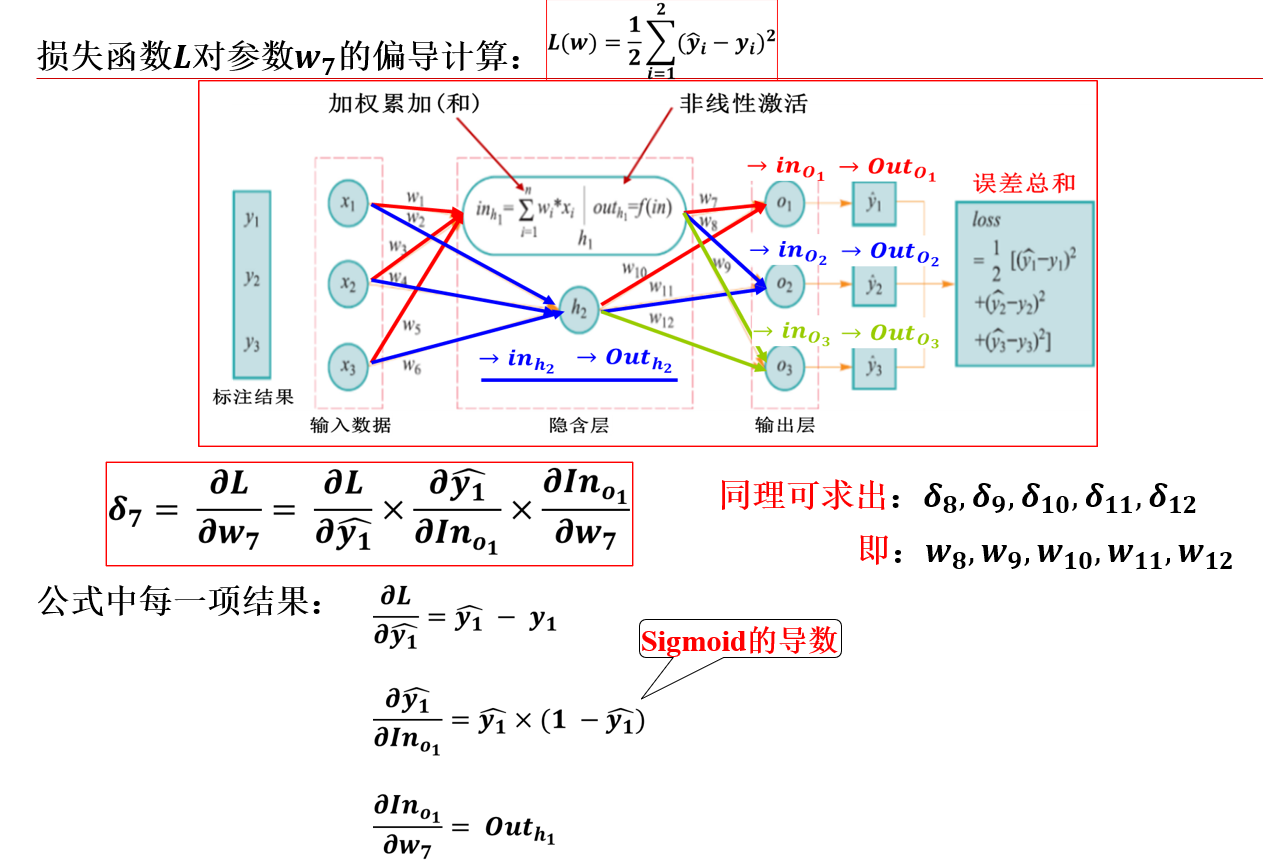 损失函数L对参数w₇的偏导计算： L(w) = 1/2 ∑_{i=1}^{2} (ŷᵢ − yᵢ)²
加权累加(和)
非线性激活
→ in_{O₁} → Out_{O₁}
误差总和
x₁
w₁
w₂
in_{h₁}=∑_{i=1}^{n} wᵢ*xᵢ | out_{h₁}=f(in)
h₁
w₇
w₈
o₁
ŷ₁
y₁
loss
= 1/2 [(ŷ₁−y₁)²
+(ŷ₂−y₂)²
+(ŷ₃−y₃)²]
w₃
w₄
→ in_{O₂} → Out_{O₂}
w₉
w₁₀
w₁₁
w₁₂
y₂
x₂
h₂
o₂
ŷ₂
w₅
w₆
→ in_{O₃} → Out_{O₃}
y₃
x₃
→ in_{h₂} → Out_{h₂}
o₃
ŷ₃
标注结果
输入数据
隐含层
输出层
δ₇ = ∂L/∂w₇ = ∂L/∂ŷ₁ × ∂ŷ₁/∂In_{o₁} × ∂In_{o₁}/∂w₇
同理可求出：δ₈, δ₉, δ₁₀, δ₁₁, δ₁₂
即：w₈, w₉, w₁₀, w₁₁, w₁₂
公式中每一项结果：
∂L/∂ŷ₁ = ŷ₁ − y₁
Sigmoid的导数
∂ŷ₁/∂In_{o₁} = ŷ₁ × (1 − ŷ₁)
∂In_{o₁}/∂w₇ = Out_{h₁}